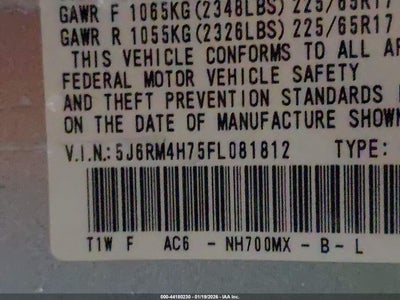 GAWR F 1065KG(2348LBS) 225/65R17
GAWR R 1055KG(2326LBS) 225/65R17
THIS VEHICLE CONFORMS TO ALL AP
FEDERAL MOTOR VEHICLE SAFETY
AND THEFT PREVENTION STANDARDS
ON THE DATE OF MANUFACTURE SHOWN
V.I.N.: 5J6RM4H75FL081812 TYPE:
T1W F AC6 - NH700MX - B - L
000-44180230 - 01/19/2026 - IAA Inc.